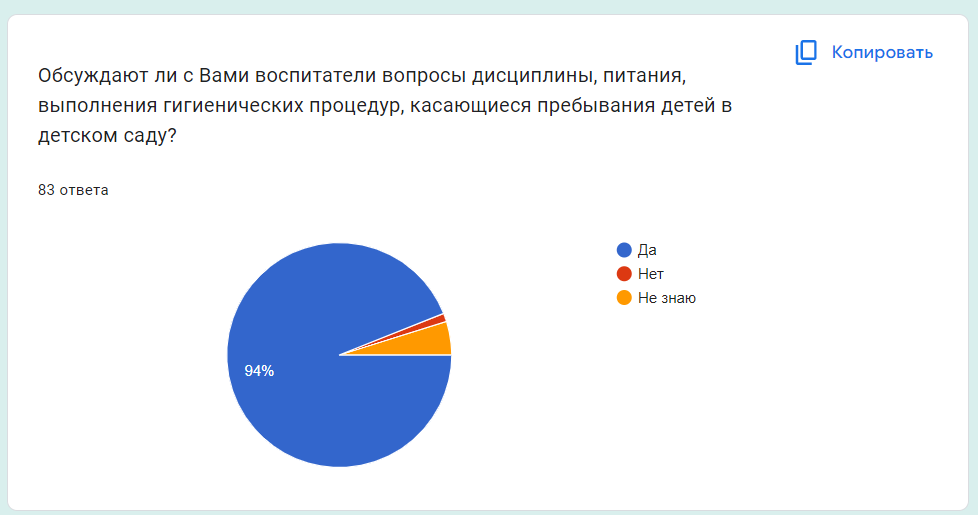 Копировать
Обсуждают ли с Вами воспитатели вопросы дисциплины, питания,
выполнения гигиенических процедур, касающиеся пребывания детей в
детском саду?
83 ответа
Да
Нет
Не знаю
94%